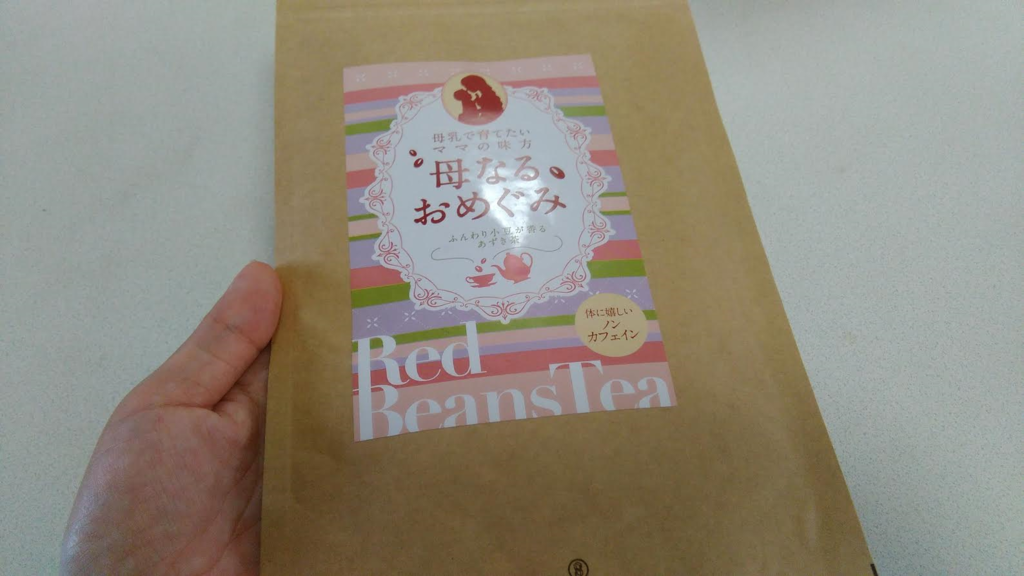 母乳で育てたい
ママの味方
母なる
おめぐみ
ふんわり小豆が香る
あずき茶
体に嬉しい
ノン
カフェイン
Red
BeansTea